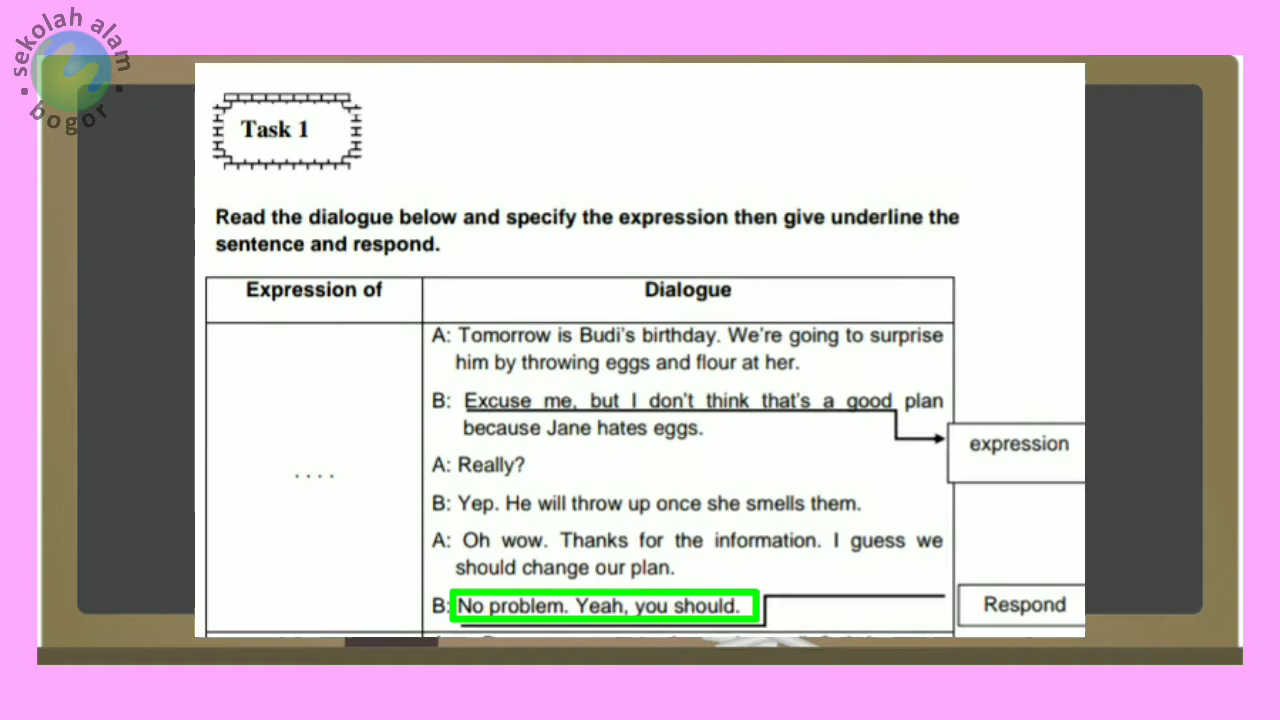 • sekolah alam •
bogor
Task 1
Read the dialogue below and specify the expression then give underline the
sentence and respond.
Expression of
Dialogue
....
A: Tomorrow is Budi's birthday. We're going to surprise
him by throwing eggs and flour at her.
B: Excuse me, but I don't think that's a good plan
because Jane hates eggs.
expression
A: Really?
B: Yep. He will throw up once she smells them.
A: Oh wow. Thanks for the information. I guess we
should change our plan.
B: No problem. Yeah, you should.
Respond